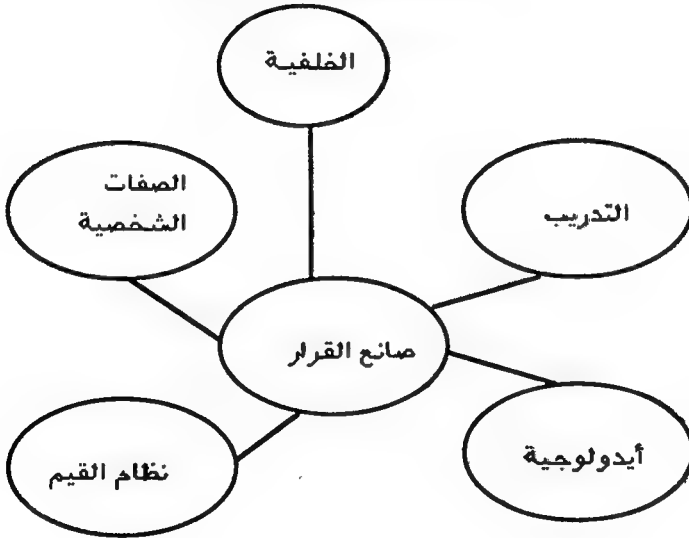 الخلفية
الصفات
الشخصية
التدريب
صانع القرار
نظام القيم
أيدولوجية